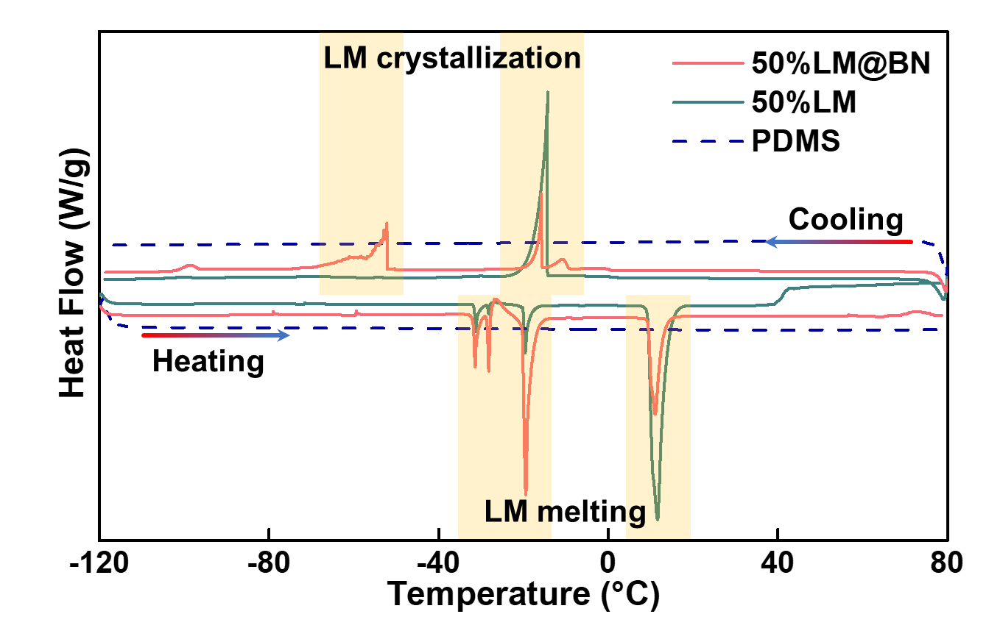 LM crystallization
50%LM@BN
50%LM
PDMS
Cooling
Heating
LM melting
Heat Flow (W/g)
-120 -80 -40 0 40 80
Temperature (°C)